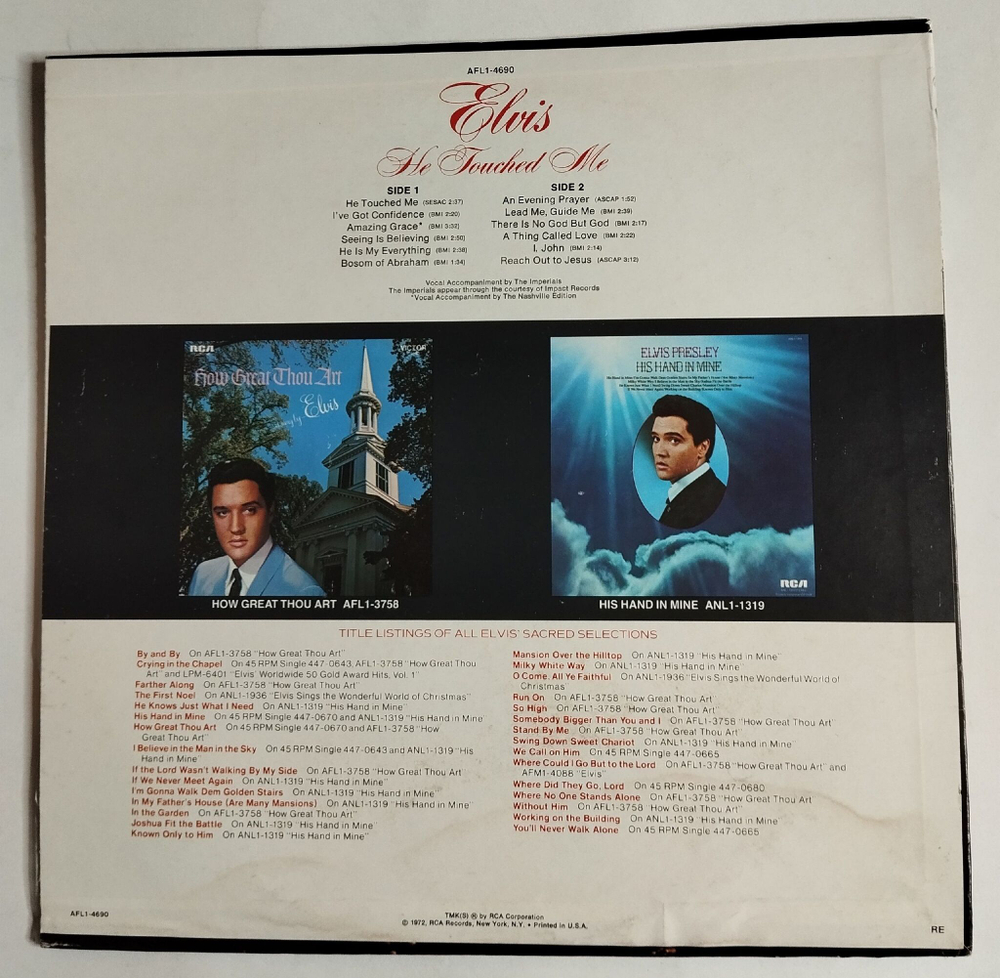 AFL1-4690
Elvis
He Touched Me
SIDE 1
He Touched Me (SESAC 2:37)
I've Got Confidence (BMI 2:20)
Amazing Grace* (BMI 3:32)
Seeing Is Believing (BMI 2:50)
He Is My Everything (BMI 2:38)
Bosom of Abraham (BMI 1:34)
SIDE 2
An Evening Prayer (ASCAP 1:52)
Lead Me, Guide Me (BMI 2:39)
There Is No God But God (BMI 2:17)
A Thing Called Love (BMI 2:22)
I, John (BMI 2:14)
Reach Out to Jesus (ASCAP 3:12)
Vocal Accompaniment by The Imperials
The Imperials appear through the courtesy of Impact Records
*Vocal Accompaniment by The Nashville Edition
RCA VICTOR
How Great Thou Art
by Elvis
HOW GREAT THOU ART AFL1-3758
ELVIS PRESLEY
HIS HAND IN MINE
RCA
HIS HAND IN MINE ANL1-1319
TITLE LISTINGS OF ALL ELVIS' SACRED SELECTIONS
By and By On AFL1-3758 "How Great Thou Art"
Crying in the Chapel On 45 RPM Single 447-0643, AFL1-3758 "How Great Thou
Art" and LPM-6401 "Elvis' Worldwide 50 Gold Award Hits, Vol. 1"
Farther Along On AFL1-3758 "How Great Thou Art"
The First Noel On ANL1-1936 "Elvis Sings the Wonderful World of Christmas"
He Knows Just What I Need On ANL1-1319 "His Hand in Mine"
His Hand in Mine On 45 RPM Single 447-0670 and ANL1-1319 "His Hand in Mine
How Great Thou Art On 45 RPM Single 447-0670 and AFL1-3758 "How
Great Thou Art"
I Believe in the Man in the Sky On 45 RPM Single 447-0643 and ANL1-1319 "His
Hand in Mine"
If the Lord Wasn't Walking By My Side On AFL1-3758 "How Great Thou Art
If We Never Meet Again On ANL1-1319 "His Hand in Mine"
I'm Gonna Walk Dem Golden Stairs On ANL1-1319 "His Hand in Mine"
In My Father's House (Are Many Mansions) On ANL1-1319 "His Hand in Mine"
In the Garden On AFL1-3758 "How Great Thou Art"
Joshua Fit the Battle On ANL1-1319 "His Hand in Mine"
Known Only to Him On ANL1-1319 "His Hand in Mine"
Mansion Over the Hilltop On ANL1-1319 "His Hand in Mine"
Milky White Way On ANL1-1319 "His Hand in Mine"
O Come, All Ye Faithful On ANL1-1936 "Elvis Sings the Wonderful World of
Christmas
Run On On AFL1-3758 "How Great Thou Art"
So High On AFL1-3758 "How Great Thou Art"
Somebody Bigger Than You and I On AFL1-3758 "How Great Thou Art"
Stand By Me On AFL1-3758 "How Great Thou Art"
Swing Down Sweet Chariot On ANL1-1319 "His Hand in Mine"
We Call on Him On 45 RPM Single 447-0665
Where Could I Go But to the Lord On AFL1-3758 "How Great Thou Art" and
AFM1-4088 "Elvis"
Where Did They Go, Lord On 45 RPM Single 447-0680
Where No One Stands Alone On AFL1-3758 "How Great Thou Art"
Without Him On AFL1-3758 How Great Thou Art"
Working on the Building On ANL1-1319 "His Hand in Mine"
You'll Never Walk Alone On 45 RPM Single 447-0665
AFL1-4690
TMK(S) ® by RCA Corporation
© 1972, RCA Records, New York, N.Y. • Printed in U.S.A.
RE